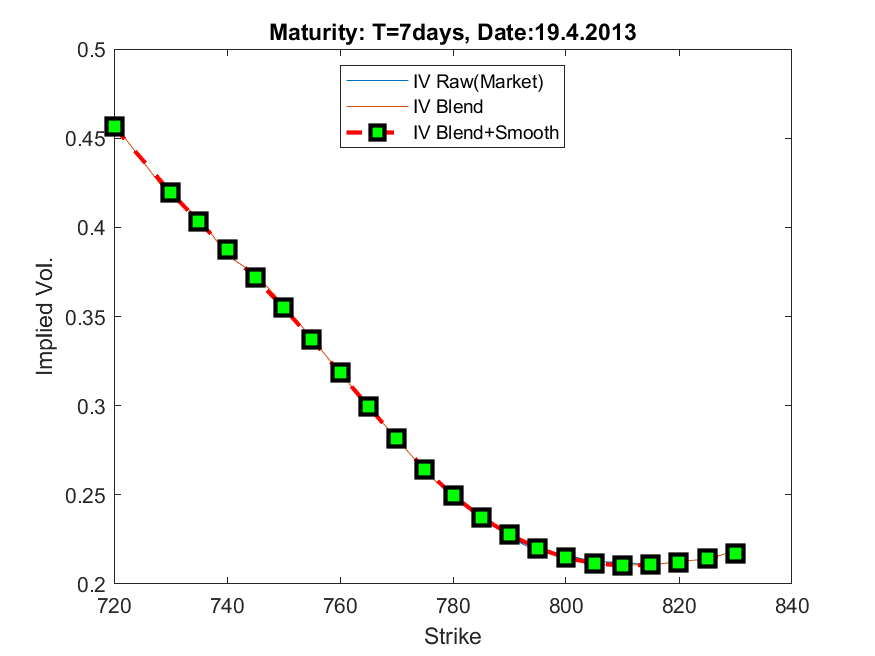 Maturity: T=7days, Date:19.4.2013
IV Raw(Market)
IV Blend
IV Blend+Smooth
0.5
0.45
0.4
0.35
0.3
0.25
0.2
Implied Vol.
720 740 760 780 800 820 840
Strike